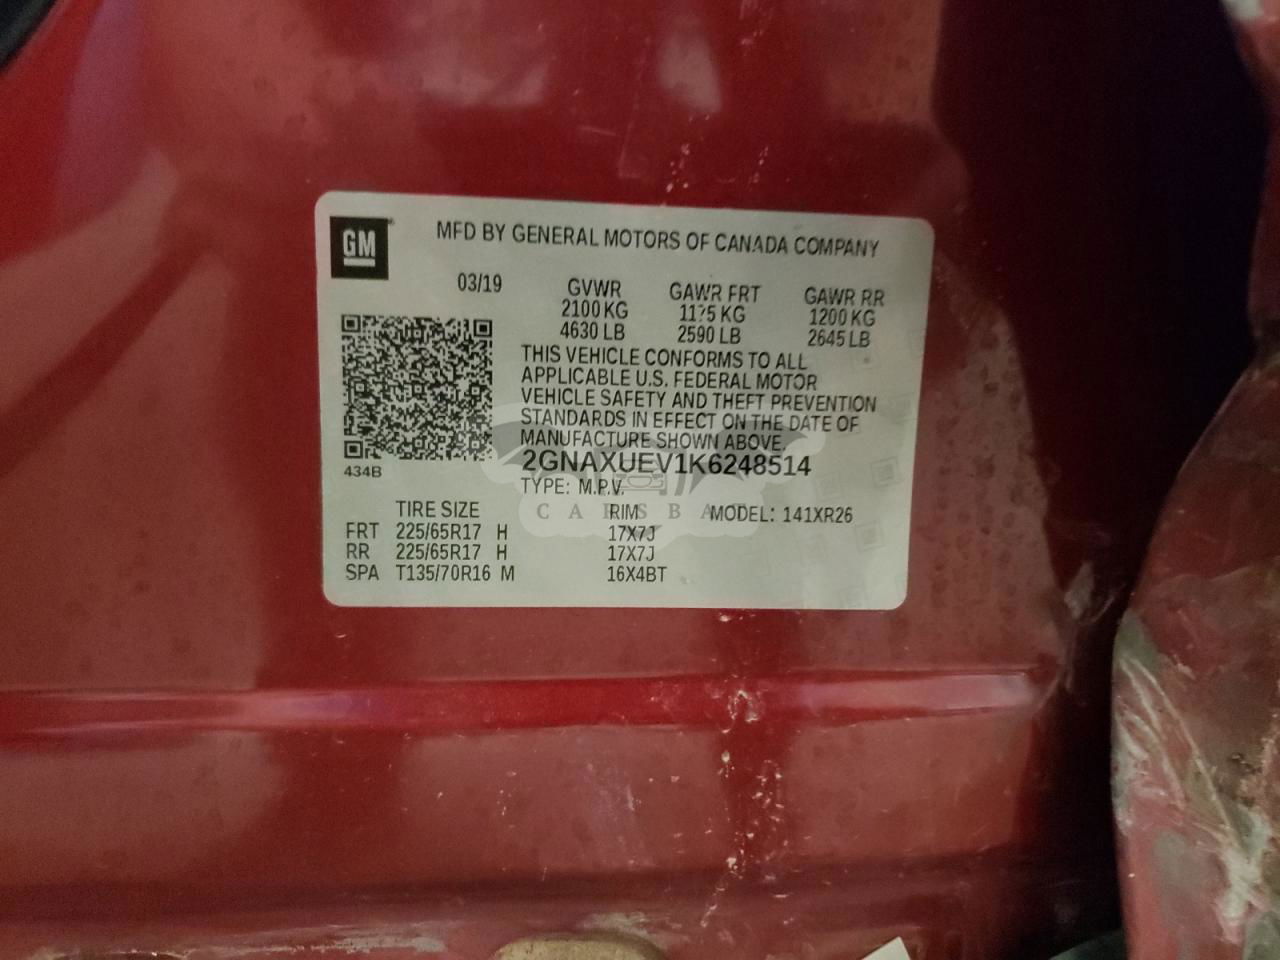 GM
MFD BY GENERAL MOTORS OF CANADA COMPANY
03/19 GVWR GAWR FRT GAWR RR
2100 KG 1175 KG 1200 KG
4630 LB 2590 LB 2645 LB
THIS VEHICLE CONFORMS TO ALL
APPLICABLE U.S. FEDERAL MOTOR
VEHICLE SAFETY AND THEFT PREVENTION
STANDARDS IN EFFECT ON THE DATE OF
MANUFACTURE SHOWN ABOVE.
434B
2GNAXUEV1K6248514
TYPE: M.P.V.
TIRE SIZE RIM MODEL: 141XR26
FRT 225/65R17 H 17X7J
RR 225/65R17 H 17X7J
SPA T135/70R16 M 16X4BT